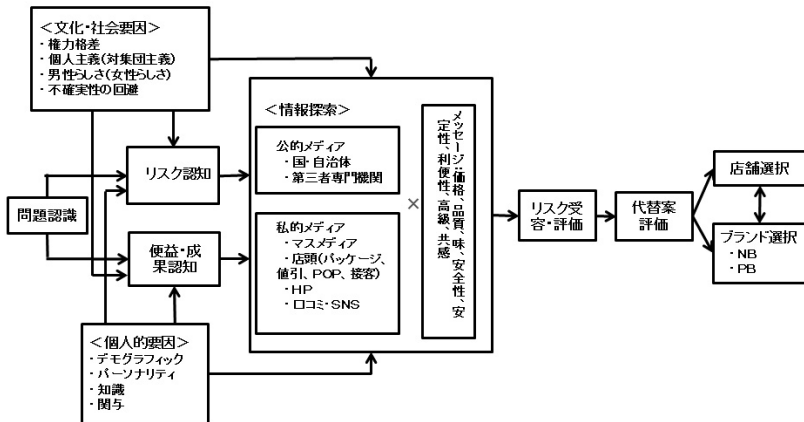 ＜文化・社会要因＞
・権力格差
・個人主義(対集団主義)
・男性らしさ(女性らしさ)
・不確実性の回避
問題認識
リスク認知
便益・成
果認知
＜個人的要因＞
・デモグラフィック
・パーソナリティ
・知識
・関与
＜情報探索＞
公的メディア
・国・自治体
・第三者専門機関
私的メディア
・マスメディア
・店頭(パッケージ、
値引、POP、接客)
・HP
・口コミ・SNS
×
メッセージ：価格、品質、味、安全性、安
定性、利便性、高級、共感
リスク受
容・評価
代替案
評価
店舗選択
ブランド選択
・NB
・PB